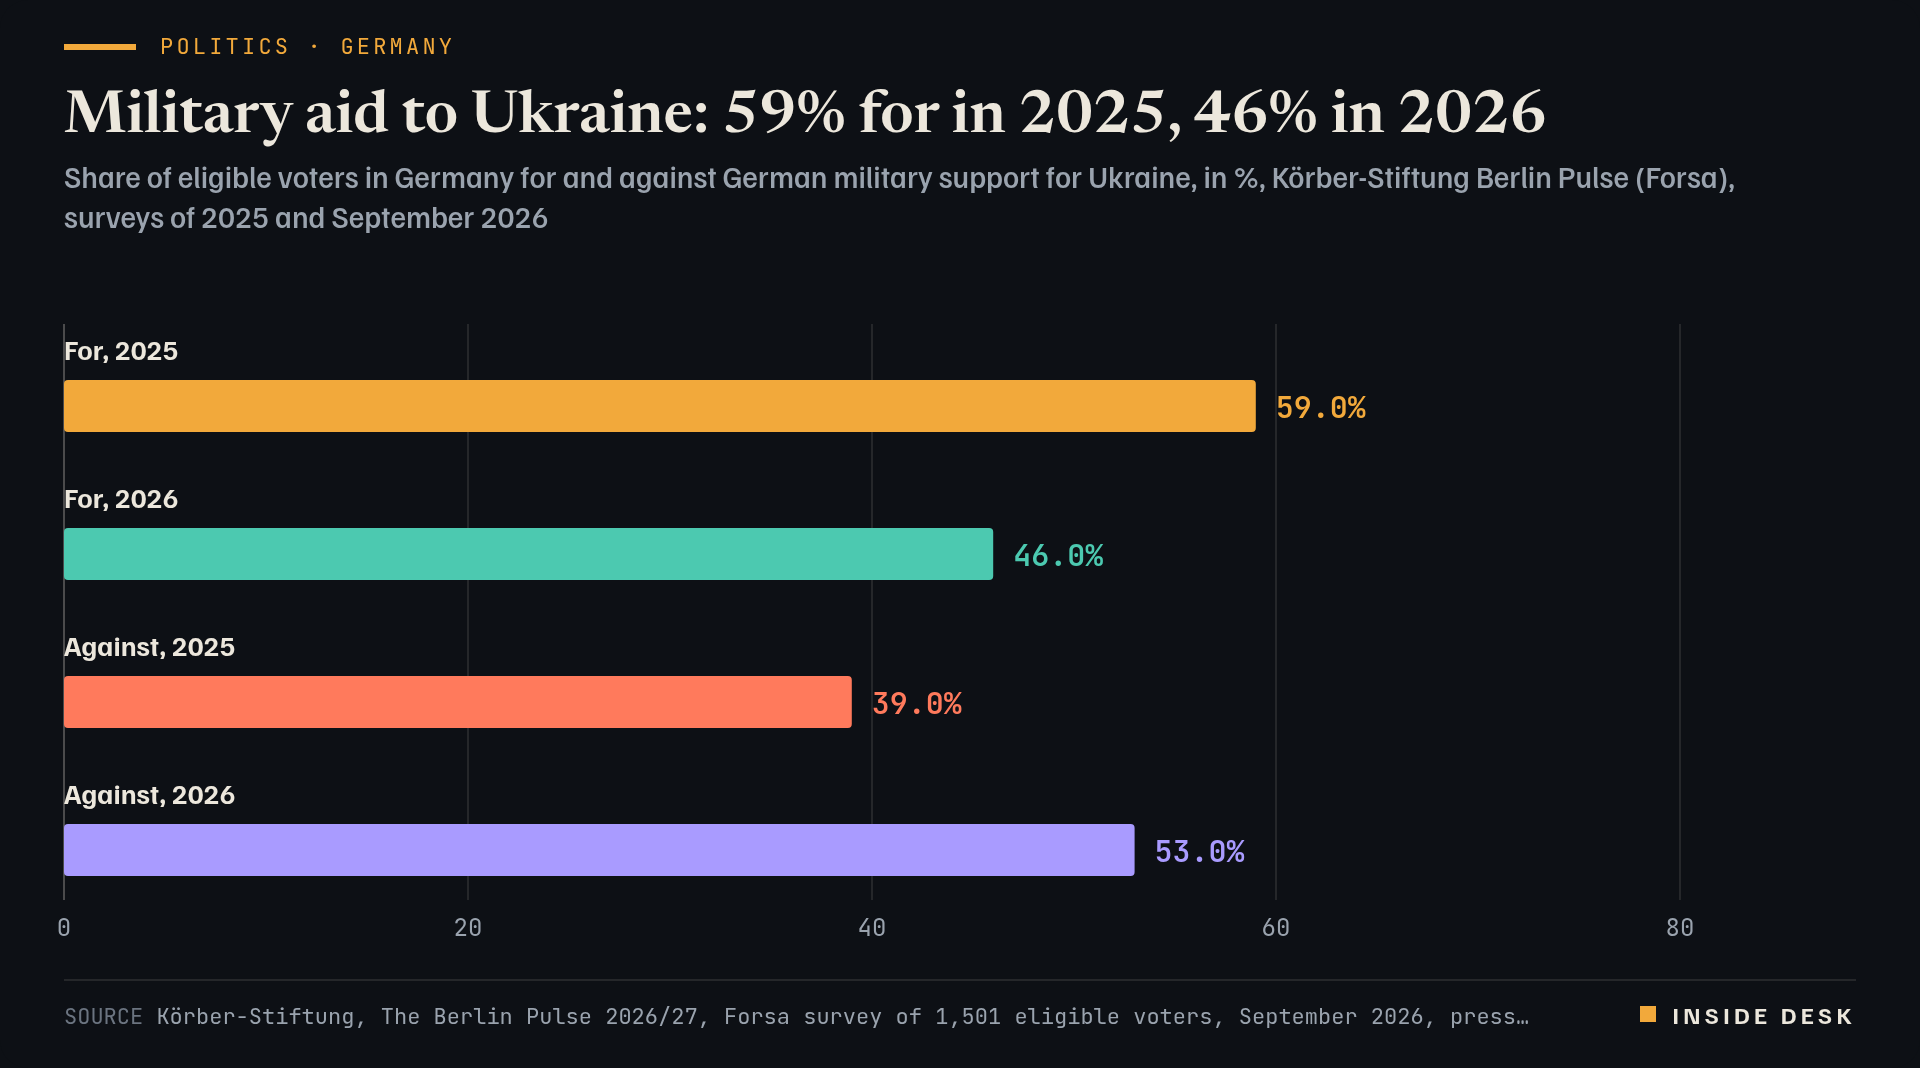 POLITICS · GERMANY
Military aid to Ukraine: 59% for in 2025, 46% in 2026
Share of eligible voters in Germany for and against German military support for Ukraine, in %, Körber-Stiftung Berlin Pulse (Forsa),
surveys of 2025 and September 2026
For, 2025
59.0%
For, 2026
46.0%
Against, 2025
39.0%
Against, 2026
53.0%
0 20 40 60 80
SOURCE Körber-Stiftung, The Berlin Pulse 2026/27, Forsa survey of 1,501 eligible voters, September 2026, press…
INSIDE DESK